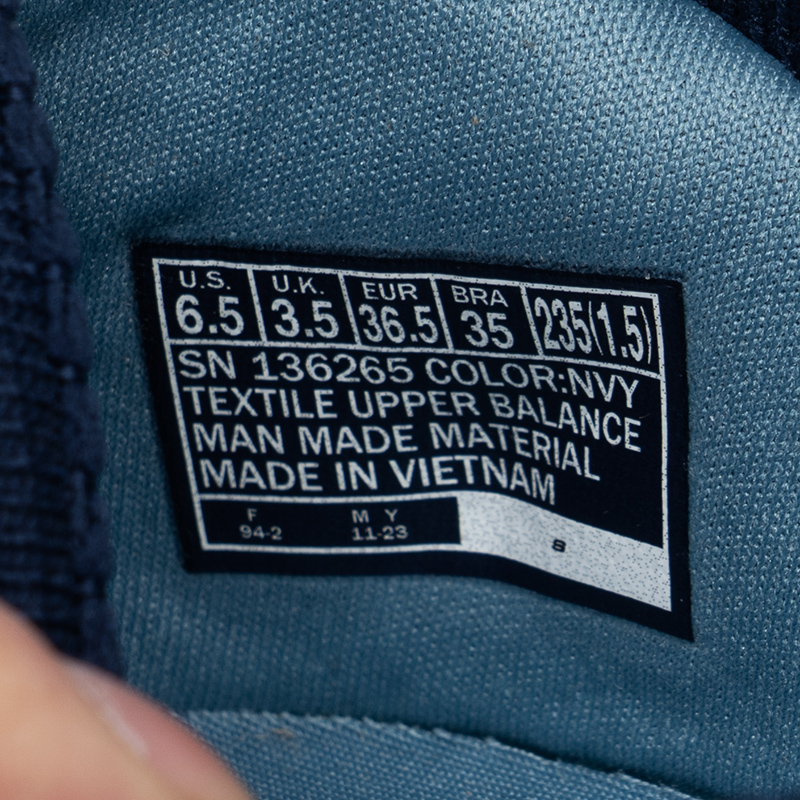 U.S. U.K. EUR BRA
6.5 3.5 36.5 35 235(1.5)
SN 136265 COLOR:NVY
TEXTILE UPPER BALANCE
MAN MADE MATERIAL
MADE IN VIETNAM
F M Y
94-2 11-23 8